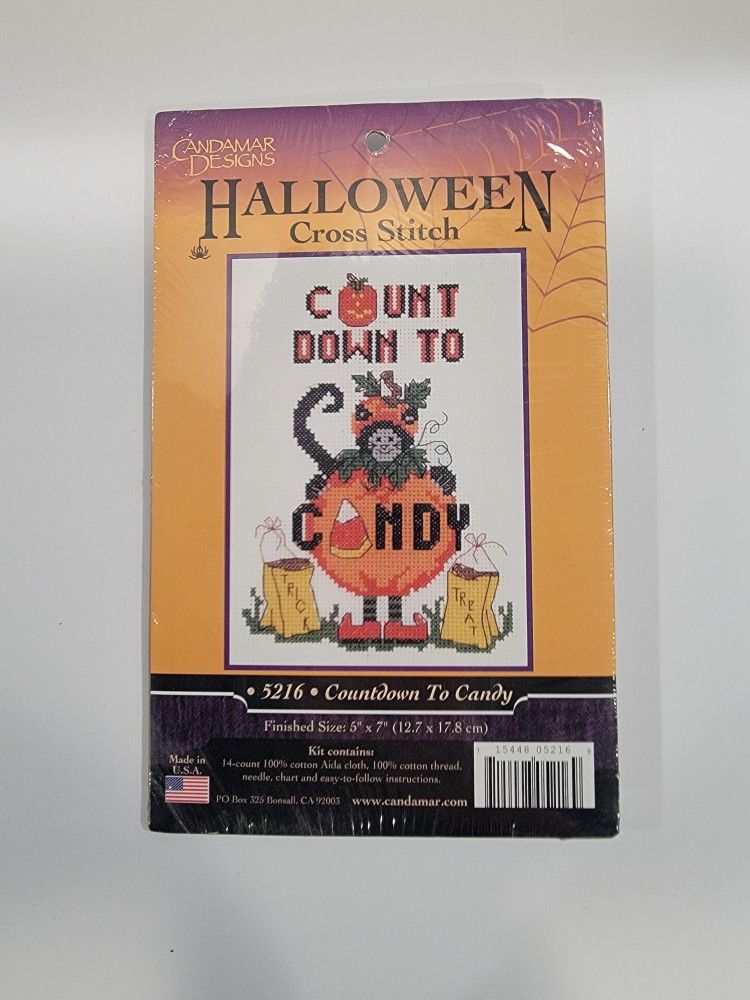 CANDAMAR
DESIGNS
HALLOWEEN
Cross Stitch
COUNT
DOWN TO
CANDY
TRICK
TREAT
• 5216 • Countdown To Candy
Finished Size: 5" x 7" (12.7 x 17.8 cm)
Made in
U.S.A.
Kit contains:
14-count 100% cotton Aida cloth, 100% cotton thread,
needle, chart and easy-to-follow instructions.
PO Box 325 Bonsall, CA 92003 www.candamar.com
7 15448 05216 9